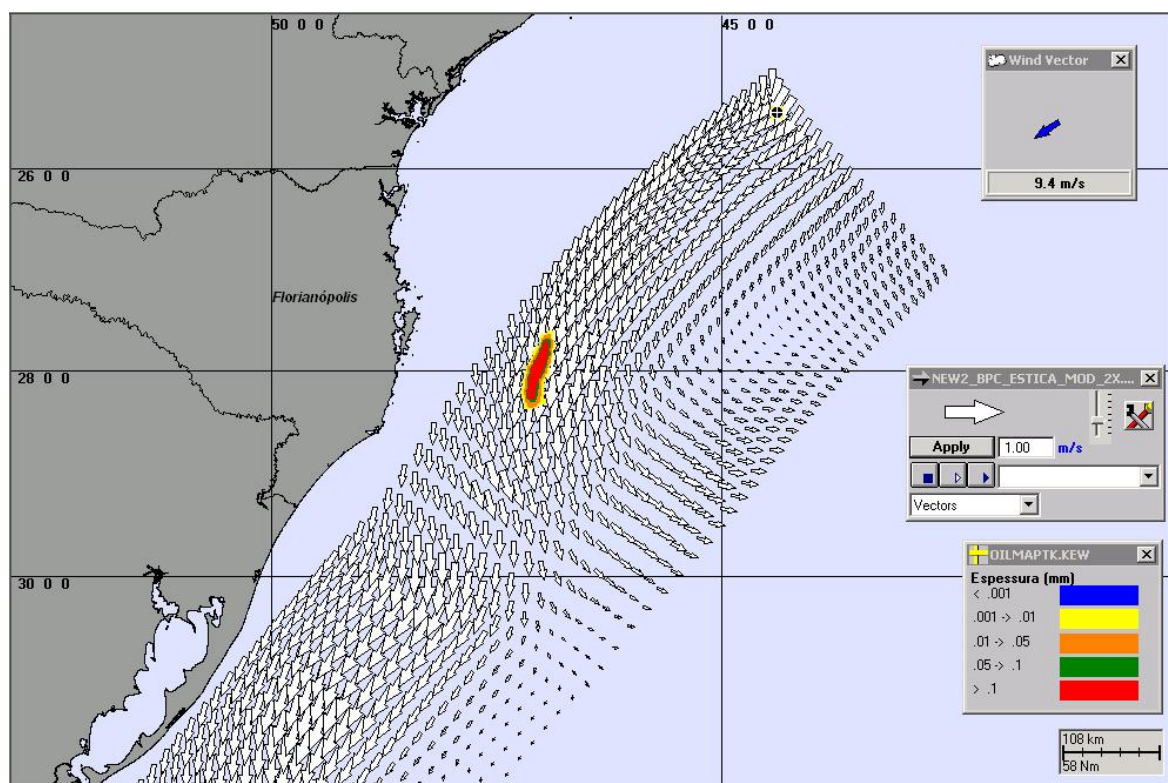 50 0 0
45 0 0
Wind Vector
26 0 0
9.4 m/s
Florianópolis
28 0 0
NEW2_BPC_ESTICA_MOD_2X....
Apply
1.00
m/s
Vectors
OILMAPTK.KEW
Espessura (mm)
< .001
.001 -> .01
.01 -> .05
.05 -> .1
> .1
30 0 0
108 km
58 Nm